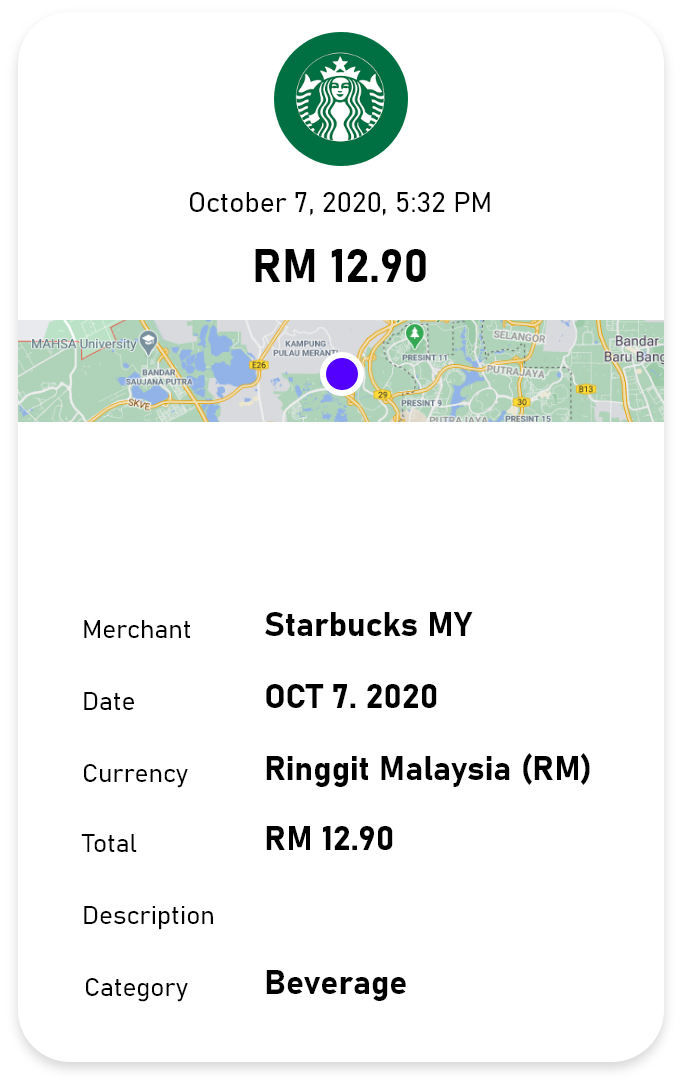 October 7, 2020, 5:32 PM
RM 12.90
MAHSA University
KAMPUNG
PULAU MERANTI
PRESINT 11
SELANGOR
Bandar
Baru Bang
E26
BANDAR
SAUJANA PUTRA
PUTRAJAYA
SKVE
29
PRESINT 9
30
B13
PUTRAJAYA
PRESINT 15
Merchant Starbucks MY
Date OCT 7. 2020
Currency Ringgit Malaysia (RM)
Total RM 12.90
Description
Category Beverage